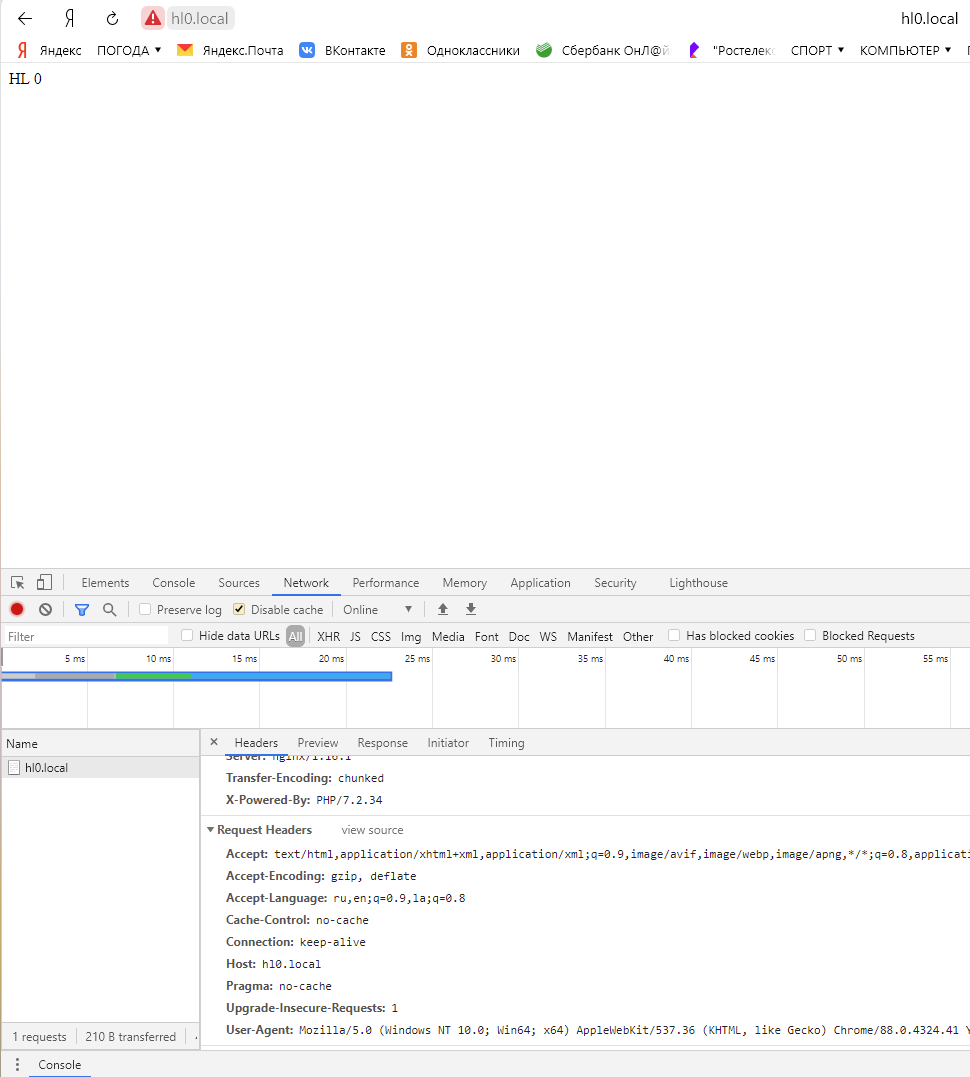 hl0.local hl0.local
Яндекс ПОГОДА Яндекс.Почта ВКонтакте Одноклассники Сбербанк ОнЛ@й "Ростелек СПОРТ КОМПЬЮТЕР
HL 0
Elements Console Sources Network Performance Memory Application Security Lighthouse
Preserve log Disable cache Online
Filter Hide data URLs All XHR JS CSS Img Media Font Doc WS Manifest Other Has blocked cookies Blocked Requests
5 ms 10 ms 15 ms 20 ms 25 ms 30 ms 35 ms 40 ms 45 ms 50 ms 55 ms
Name
× Headers Preview Response Initiator Timing
hl0.local
Server: nginx/1.16.1
Transfer-Encoding: chunked
X-Powered-By: PHP/7.2.34
Request Headers view source
Accept: text/html,application/xhtml+xml,application/xml;q=0.9,image/avif,image/webp,image/apng,*/*;q=0.8,applicati
Accept-Encoding: gzip, deflate
Accept-Language: ru,en;q=0.9,la;q=0.8
Cache-Control: no-cache
Connection: keep-alive
Host: hl0.local
Pragma: no-cache
Upgrade-Insecure-Requests: 1
User-Agent: Mozilla/5.0 (Windows NT 10.0; Win64; x64) AppleWebKit/537.36 (KHTML, like Gecko) Chrome/88.0.4324.41 Y
1 requests 210 B transferred
Console